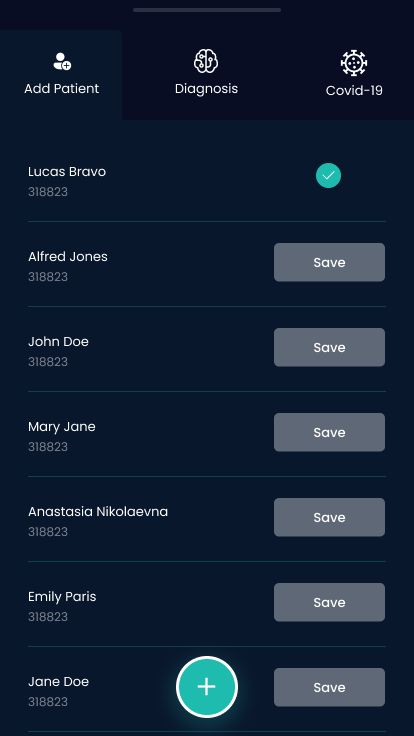 Add Patient
Diagnosis
Covid-19
Lucas Bravo
318823
Alfred Jones
318823
Save
John Doe
318823
Save
Mary Jane
318823
Save
Anastasia Nikolaevna
318823
Save
Emily Paris
318823
Save
Jane Doe
318823
Save